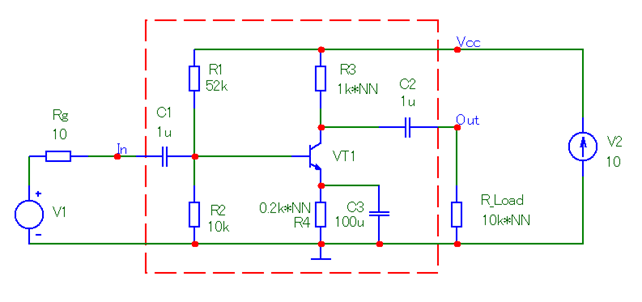 Vcc
R1
52k
R3
1k*NN
C2
1u
Rg
10
C1
1u
In
Out
VT1
V2
10
+
V1
-
R2
10k
0.2k*NN
R4
C3
100u
R_Load
10k*NN